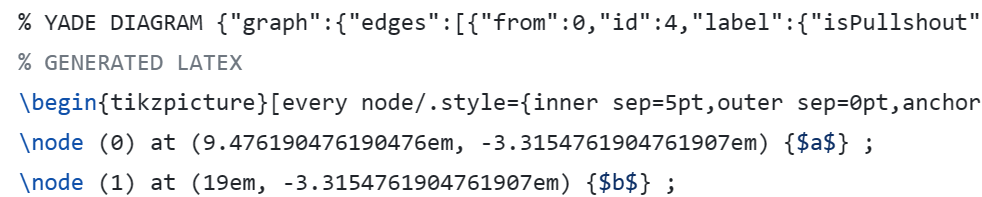 % YADE DIAGRAM {"graph":{"edges":[{"from":0,"id":4,"label":{"isPullshout"
% GENERATED LATEX
\begin{tikzpicture}[every node/.style={inner sep=5pt,outer sep=0pt,anchor
\node (0) at (9.476190476190476em, -3.3154761904761907em) {$a$} ;
\node (1) at (19em, -3.3154761904761907em) {$b$} ;